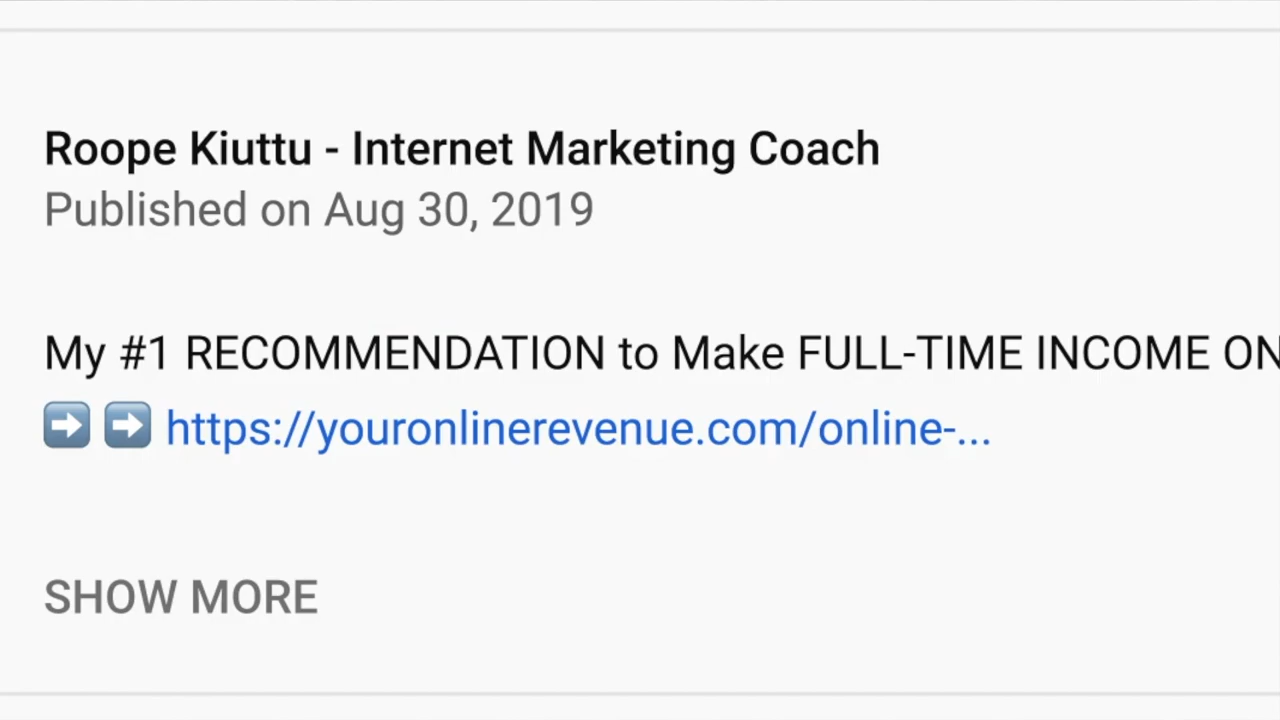 Roope Kiuttu - Internet Marketing Coach
Published on Aug 30, 2019
My #1 RECOMMENDATION to Make FULL-TIME INCOME ON
➡️ ➡️ https://youronlinerevenue.com/online-...
SHOW MORE